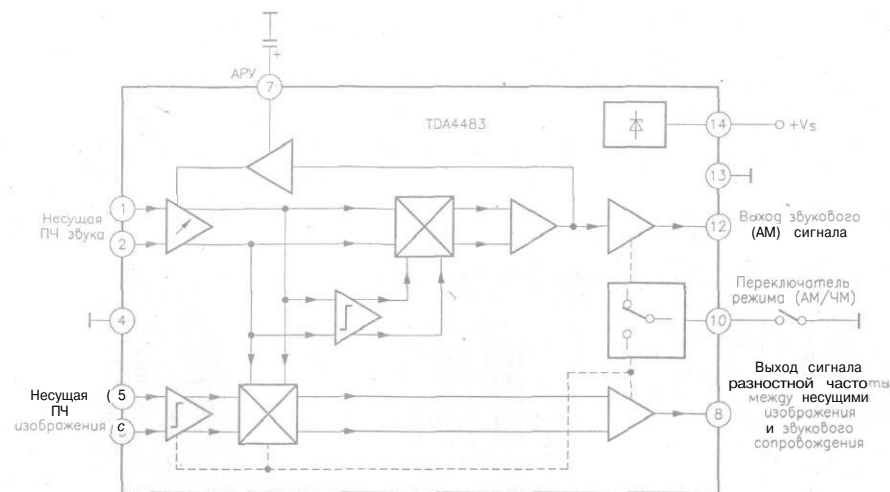 АРУ
7
TDA4483
14
+Vs
13
1
Несущая
ПЧ звука
2
12
Выход звукового
(АМ) сигнала
4
10
Переключатель
режима (АМ/ЧМ)
Несущая
ПЧ
изображения
5
с
8
Выход сигнала
разностной частоты
между несущими
изображения
и звукового
сопровождения